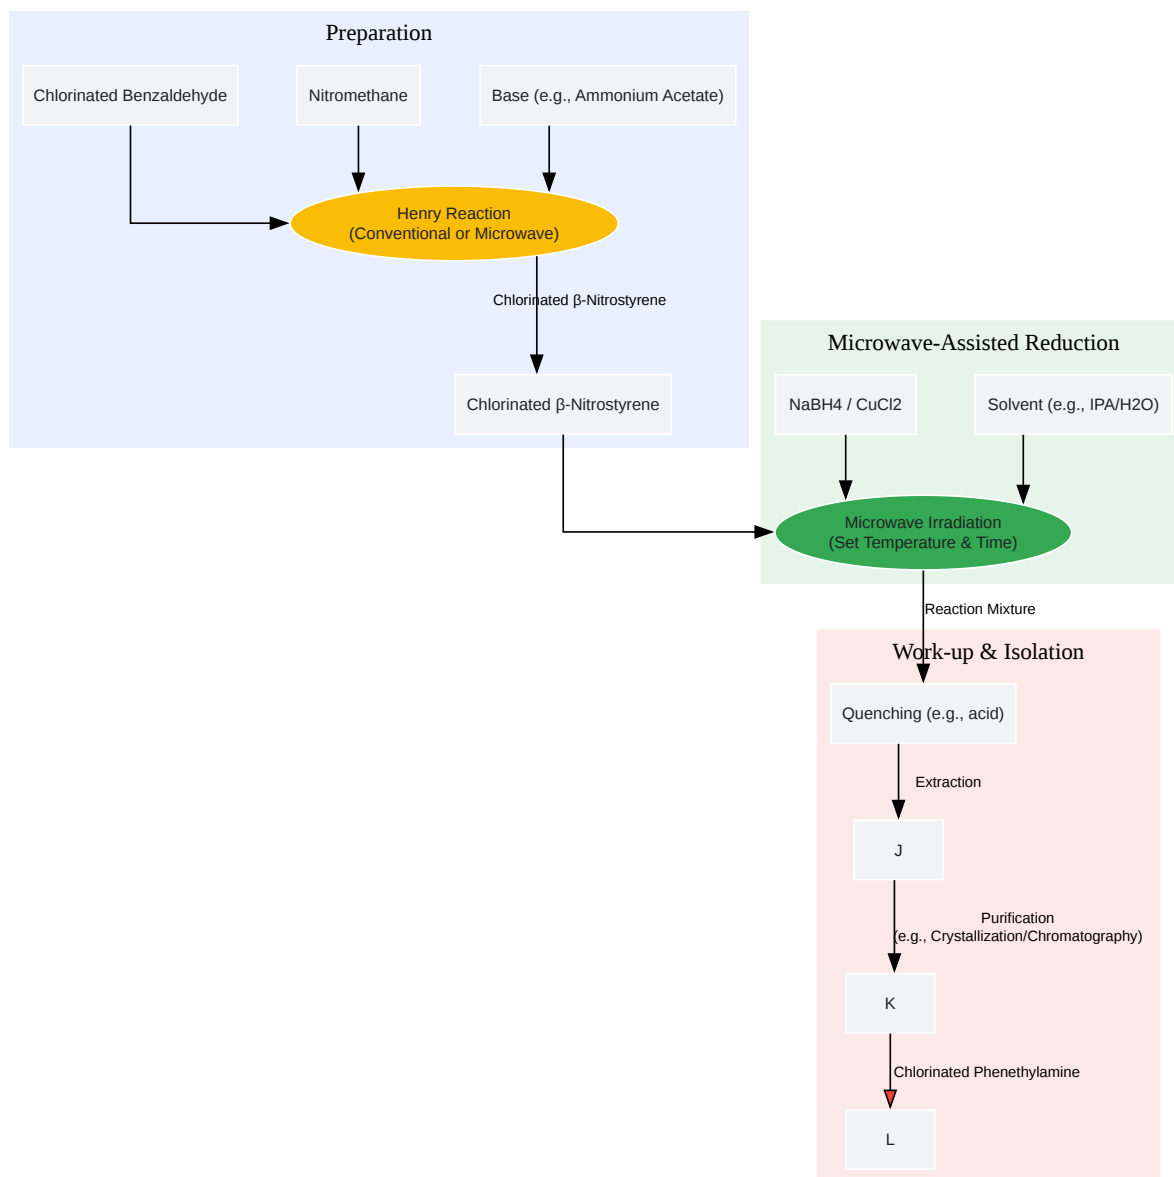 Preparation
Chlorinated Benzaldehyde
Nitromethane
Base (e.g., Ammonium Acetate)
Henry Reaction
(Conventional or Microwave)
Chlorinated β-Nitrostyrene
Chlorinated β-Nitrostyrene
Microwave-Assisted Reduction
NaBH4 / CuCl2
Solvent (e.g., IPA/H2O)
Microwave Irradiation
(Set Temperature & Time)
Reaction Mixture
Work-up & Isolation
Quenching (e.g., acid)
Extraction
J
Purification
(e.g., Crystallization/Chromatography)
K
Chlorinated Phenethylamine
L